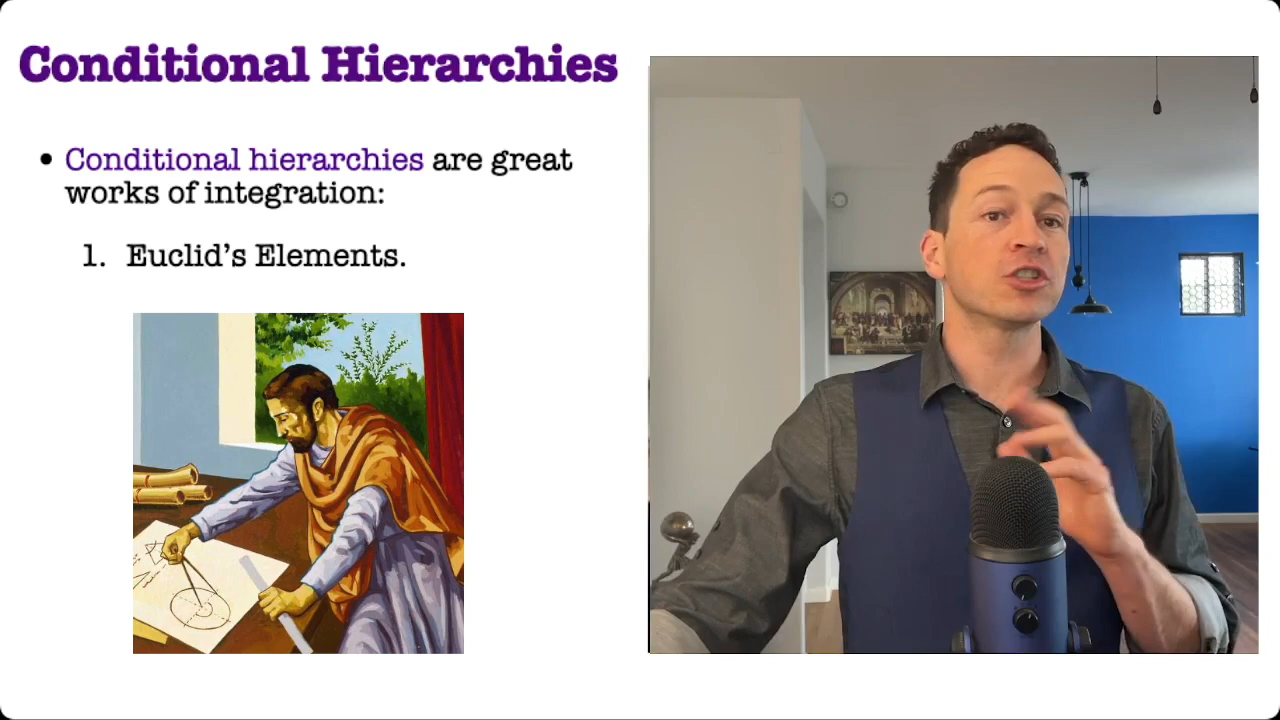 Conditional Hierarchies
• Conditional hierarchies are great
works of integration:
1. Euclid's Elements.